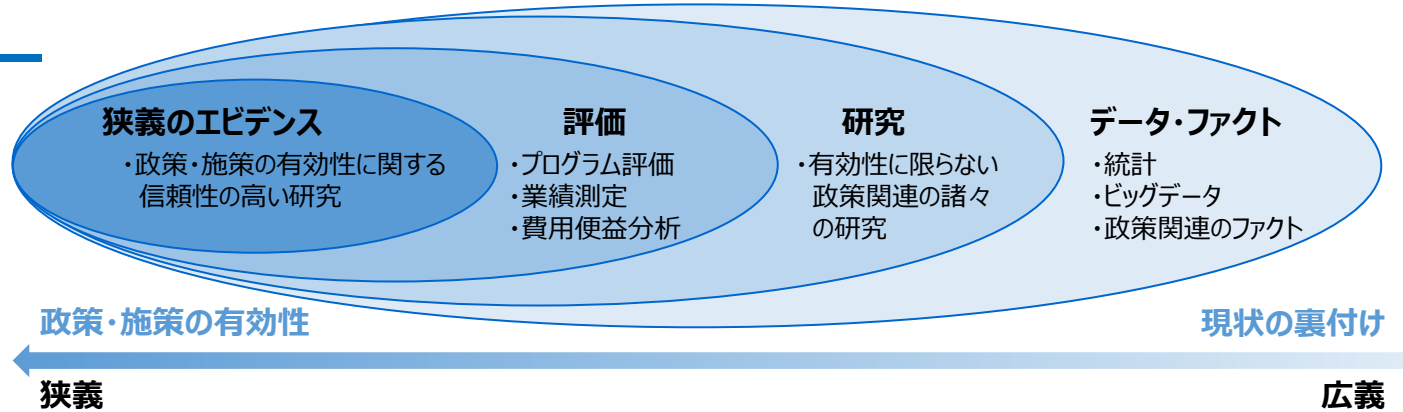 狭義のエビデンス
・政策・施策の有効性に関する
信頼性の高い研究
評価
・プログラム評価
・業績測定
・費用便益分析
研究
・有効性に限らない
政策関連の諸々
の研究
データ・ファクト
・統計
・ビッグデータ
・政策関連のファクト
政策・施策の有効性
現状の裏付け
狭義
広義